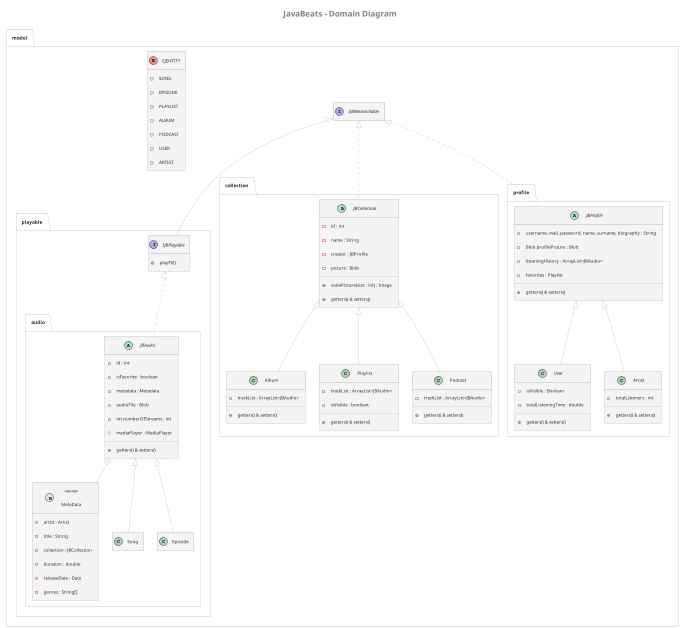 JavaBeats - Domain Diagram
model
EJENTITY
SONG
EPISODE
PLAYLIST
ALBUM
PODCAST
USER
ARTIST
playable
playFX()
audio
JBAudio
id : int
isFavorite : boolean
metadata : Metadata
audioFile : Blob
int numberOfStreams : int
mediaPlayer : MediaPlayer
getters() & setters()
MetaData
artist : Artist
title : String
collection : JBCollection
duration : double
releaseDate : Date
genres : String[]
Song
Episode
collection
JBCollection
id : int
name : String
creator : JBProfile
picture : Blob
scalePicture(size : int) : Image
getters() & setters()
Album
trackList : ArrayList<JBAudio>
getters() & setters()
Playlist
trackList : ArrayList<JBAudio>
isVisible : boolean;
getters() & setters()
Podcast
trackList : ArrayList<JBAudio>
getters() & setters()
profile
JBProfile
username, mail, password, name, surname, biography : String
Blob profilePicture : Blob
listeningHistory : ArrayList<JBAudio>
favorites : Playlist
getters() & setters()
User
isVisible : Boolean
totalListeningTime : double
getters() & setters()
Artist
totalListeners : int
getters() & setters()